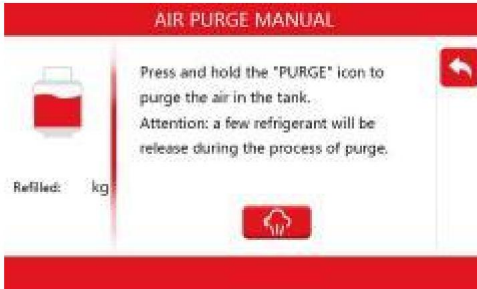 AIR PURGE MANUAL
Press and hold the "PURGE" icon to
purge the air in the tank.
Attention: a few refrigerant will be
release during the process of purge.
Refilled: kg